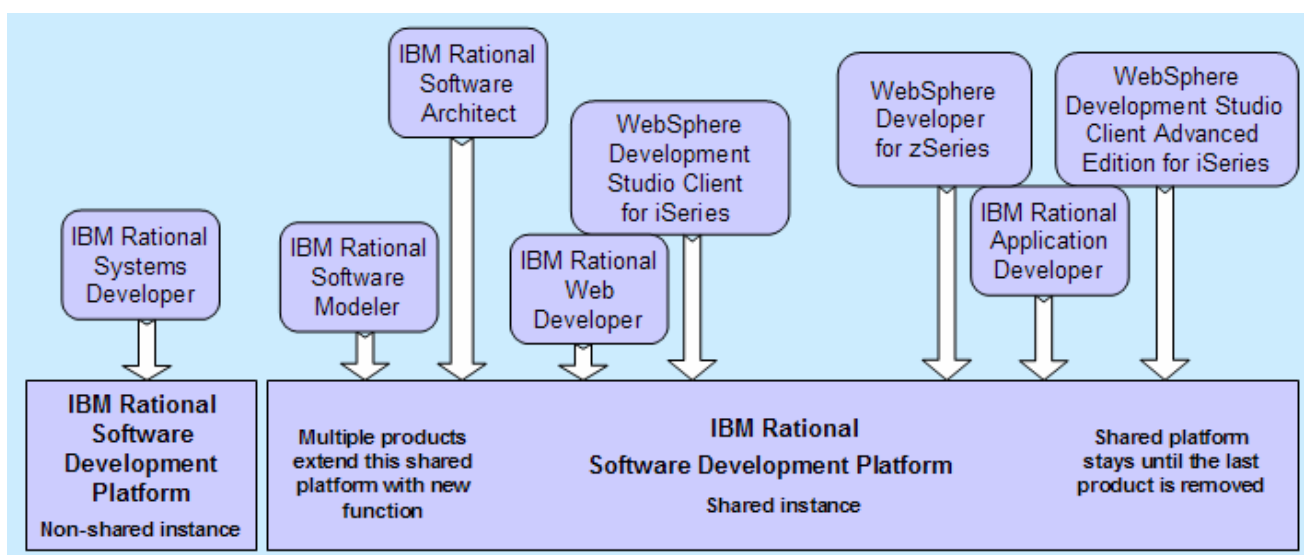 IBM Rational
Software
Architect
WebSphere
Development
Studio Client
for iSeries
WebSphere
Developer
for zSeries
WebSphere
Development Studio
Client Advanced
Edition for iSeries
IBM Rational
Systems
Developer
IBM Rational
Software
Modeler
IBM Rational
Web
Developer
IBM Rational
Application
Developer
IBM Rational
Software
Development
Platform
Non-shared instance
Multiple products
extend this shared
platform with new
function
IBM Rational
Software Development Platform
Shared instance
Shared platform
stays until the last
product is removed